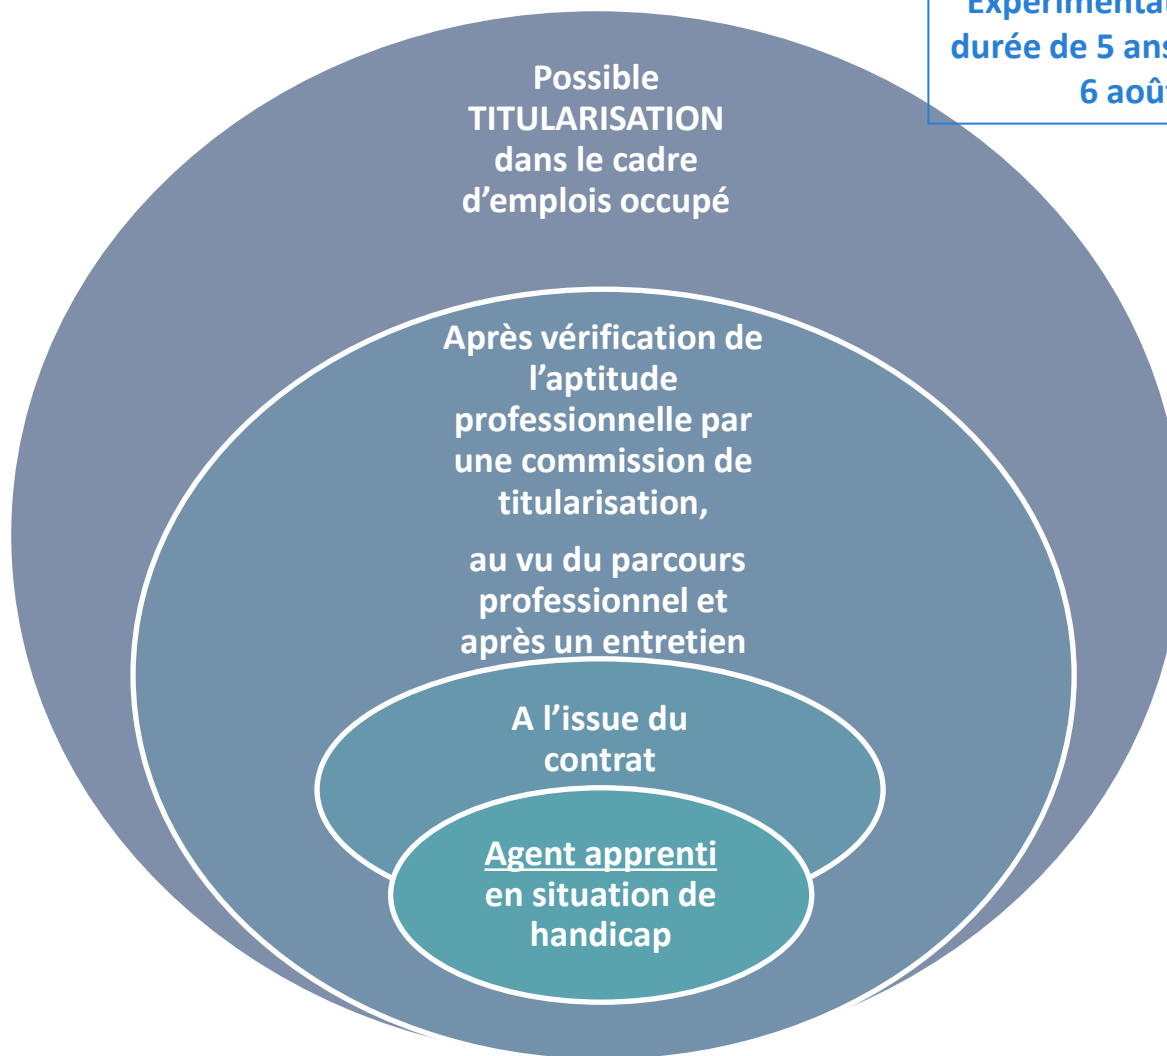 durée de 5 ans
6 août
Possible
TITULARISATION
dans le cadre
d’emplois occupé
Après vérification de
l’aptitude
professionnelle par
une commission de
titularisation,
au vu du parcours
professionnel et
après un entretien
A l’issue du
contrat
Agent apprenti
en situation de
handicap